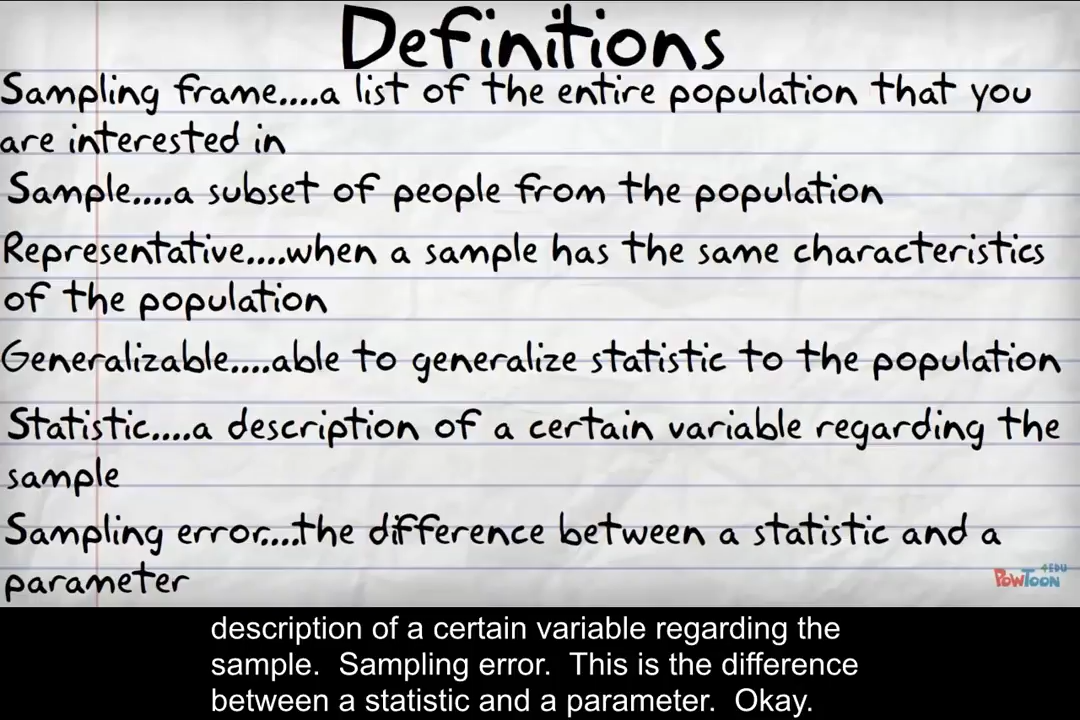 Definitions
Sampling frame....a list of the entire population that you
are interested in
Sample....a subset of people from the population
Representative....when a sample has the same characteristics
of the population
Generalizable....able to generalize statistic to the population
Statistic....a description of a certain variable regarding the
sample
Sampling error....the difference between a statistic and a
parameter
POWTOON 4EDU
description of a certain variable regarding the
sample.  Sampling error.  This is the difference
between a statistic and a parameter.  Okay.